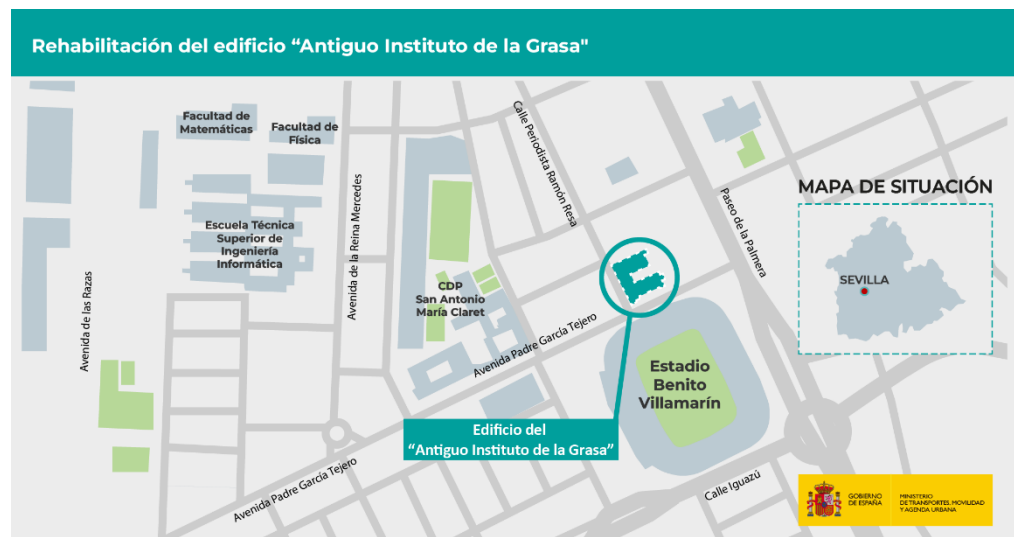 Rehabilitación del edificio “Antiguo Instituto de la Grasa"
Facultad de
Matemáticas
Facultad de
Física
Calle Periodista Ramón Resa
Paseo de la Palmera
MAPA DE SITUACIÓN
SEVILLA
Escuela Técnica
Superior de
Ingeniería
Informática
Avenida de la Reina Mercedes
Avenida de las Razas
CDP
San Antonio
María Claret
Avenida Padre García Tejero
Estadio
Benito
Villamarín
Edificio del
“Antiguo Instituto de la Grasa”
Avenida Padre García Tejero
Calle Iguazú
GOBIERNO
DE ESPAÑA
MINISTERIO
DE TRANSPORTES, MOVILIDAD
Y AGENDA URBANA